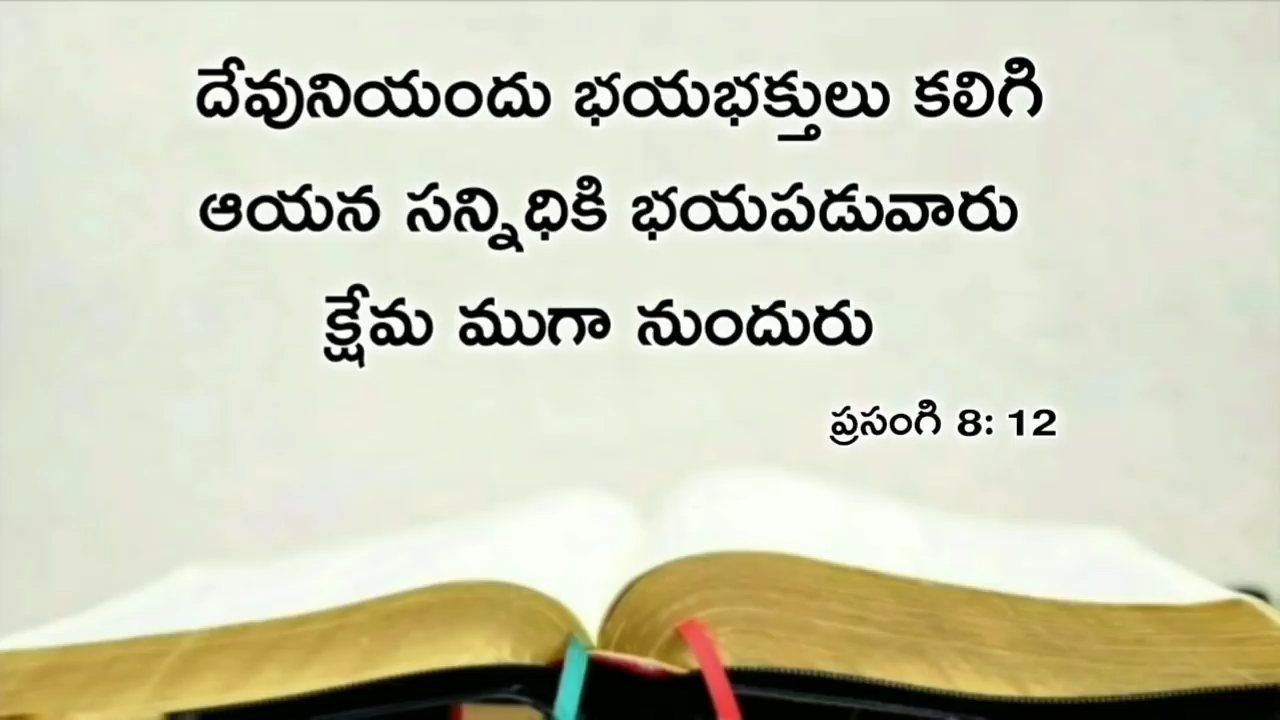 దేవునియందు భయభక్తులు కలిగి
ఆయన సన్నిధికి భయపడువారు
క్షేమ ముగా నుందురు
ప్రసంగి 8: 12